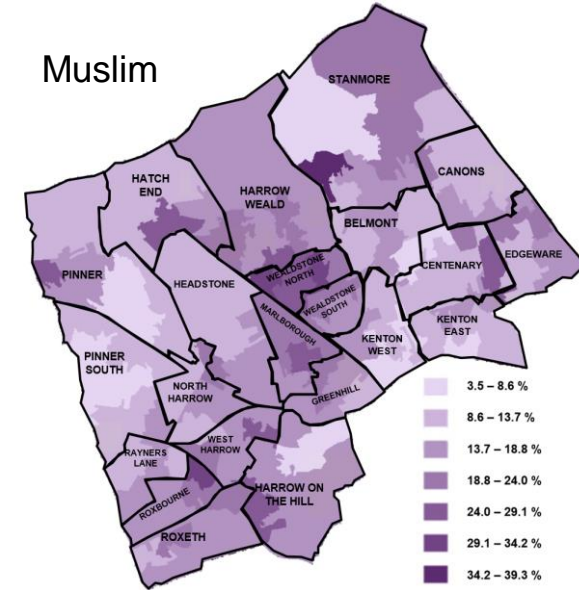 Muslim
STANMORE
HATCH
END
HARROW
WEALD
CANONS
BELMONT
PINNER
HEADSTONE
WEALDSTONE
NORTH
CENTENARY
EDGEWARE
WEALDSTONE
SOUTH
MARLBOROUGH
KENTON
WEST
KENTON
EAST
PINNER
SOUTH
NORTH
HARROW
GREENHILL
WEST
HARROW
RAYNERS
LANE
HARROW ON
THE HILL
ROXBOURNE
ROXETH
3.5 – 8.6 %
8.6 – 13.7 %
13.7 – 18.8 %
18.8 – 24.0 %
24.0 – 29.1 %
29.1 – 34.2 %
34.2 – 39.3 %